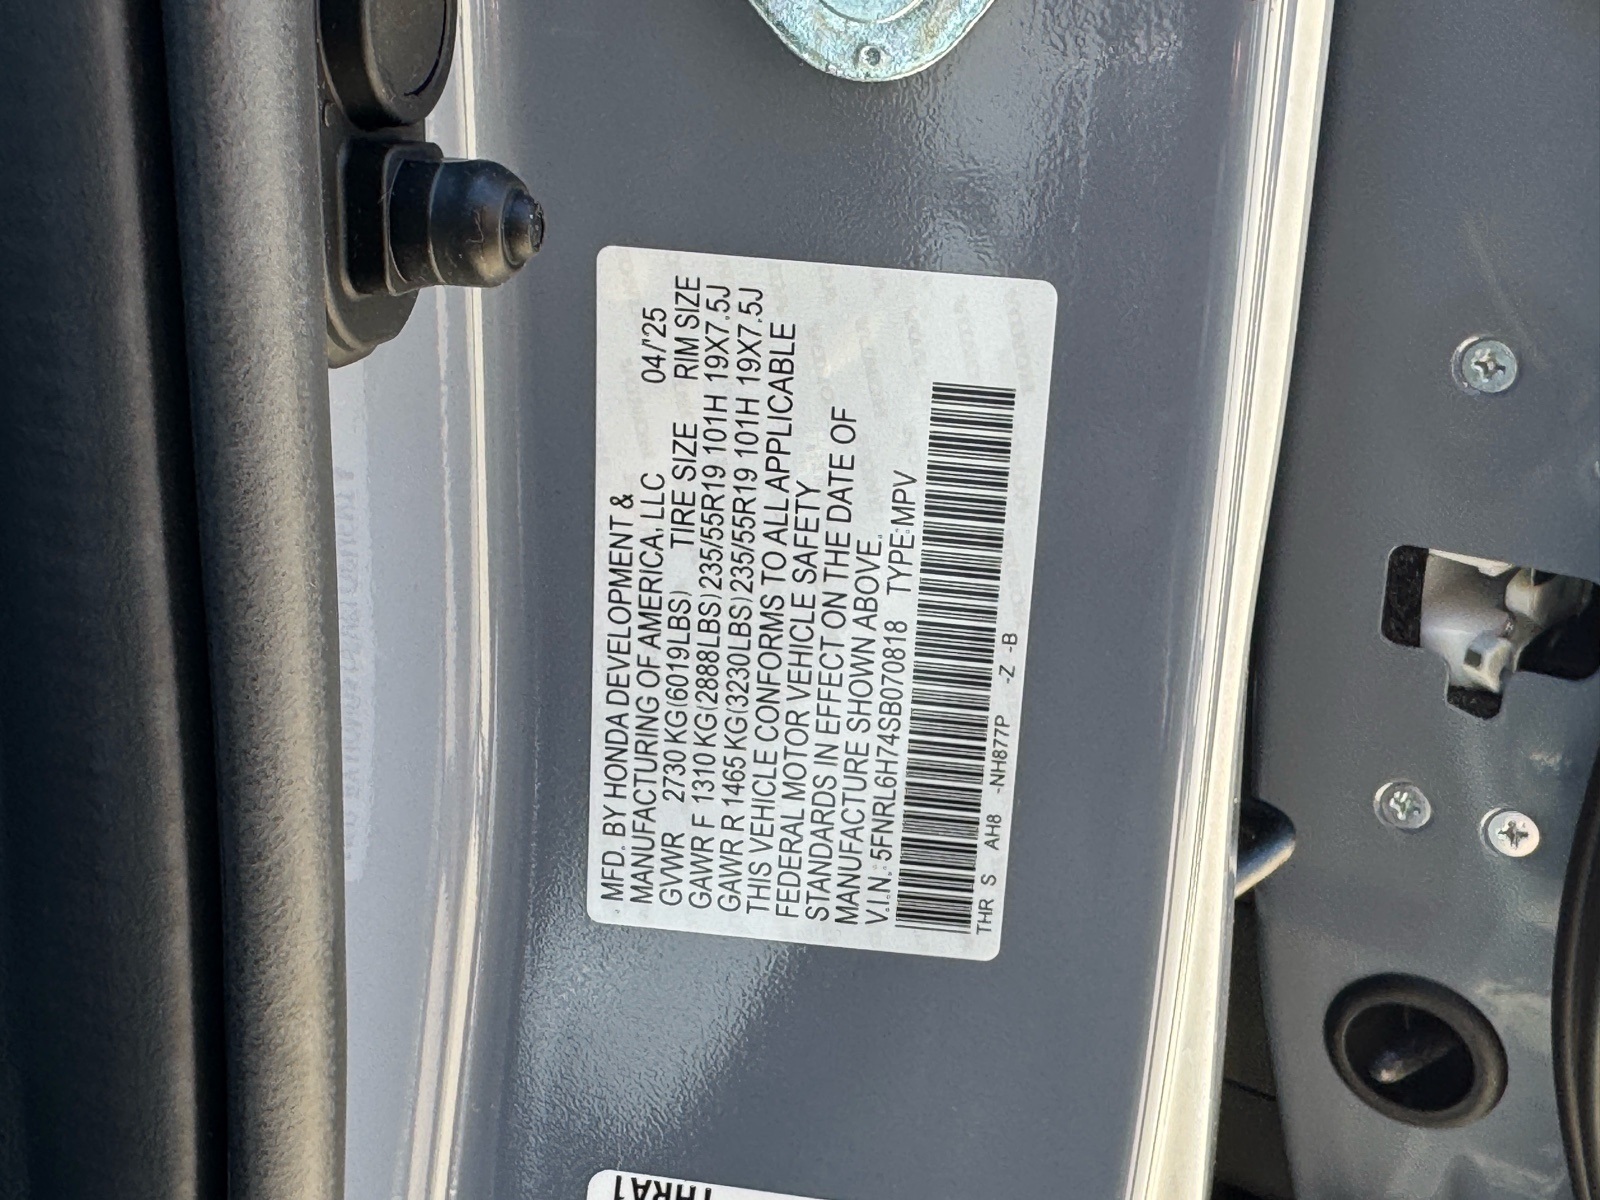 MFD. BY HONDA DEVELOPMENT &
MANUFACTURING OF AMERICA, LLC 04/'25
GVWR 2730 KG(6019LBS) TIRE SIZE RIM SIZE
GAWR F 1310 KG(2888LBS) 235/55R19 101H 19X7.5J
GAWR R 1465 KG(3230LBS) 235/55R19 101H 19X7.5J
THIS VEHICLE CONFORMS TO ALL APPLICABLE
FEDERAL MOTOR VEHICLE SAFETY
STANDARDS IN EFFECT ON THE DATE OF
MANUFACTURE SHOWN ABOVE.
V.I.N.:5FNRL6H74SB070818 TYPE:MPV
THR S AH8 -NH877P -Z -B
THRA1